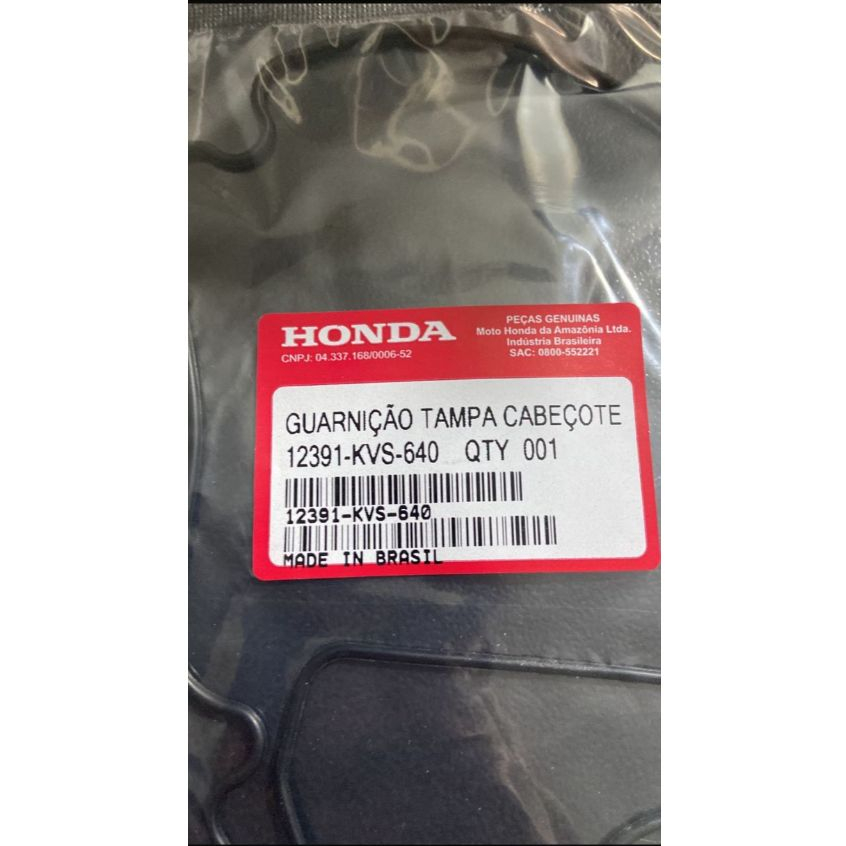 HONDA
CNPJ: 04.337.168/0006-52
PEÇAS GENUINAS
Moto Honda da Amazônia Ltda.
Indústria Brasileira
SAC: 0800-552221
GUARNIÇÃO TAMPA CABEÇOTE
12391-KVS-640 QTY 001
12391-KVS-640
MADE IN BRASIL